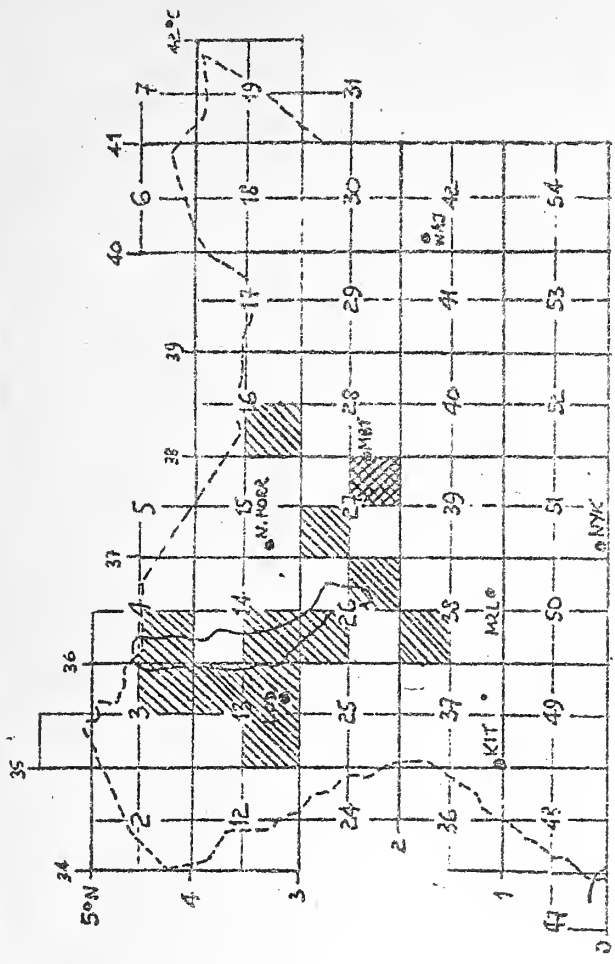 35
34 36 37 40 41
5°N
2 3 4 5 6 7
38 39 42°E
4
12 13 14 15 16 17 18 19
LOD N.HORR
3
24 25 26 27 28 29 30 31
MBT
2
WAJ
36 37 38 39 40 41 42
KIT MRL
1
47 48 49 50 51 52 53 54
NYK
0